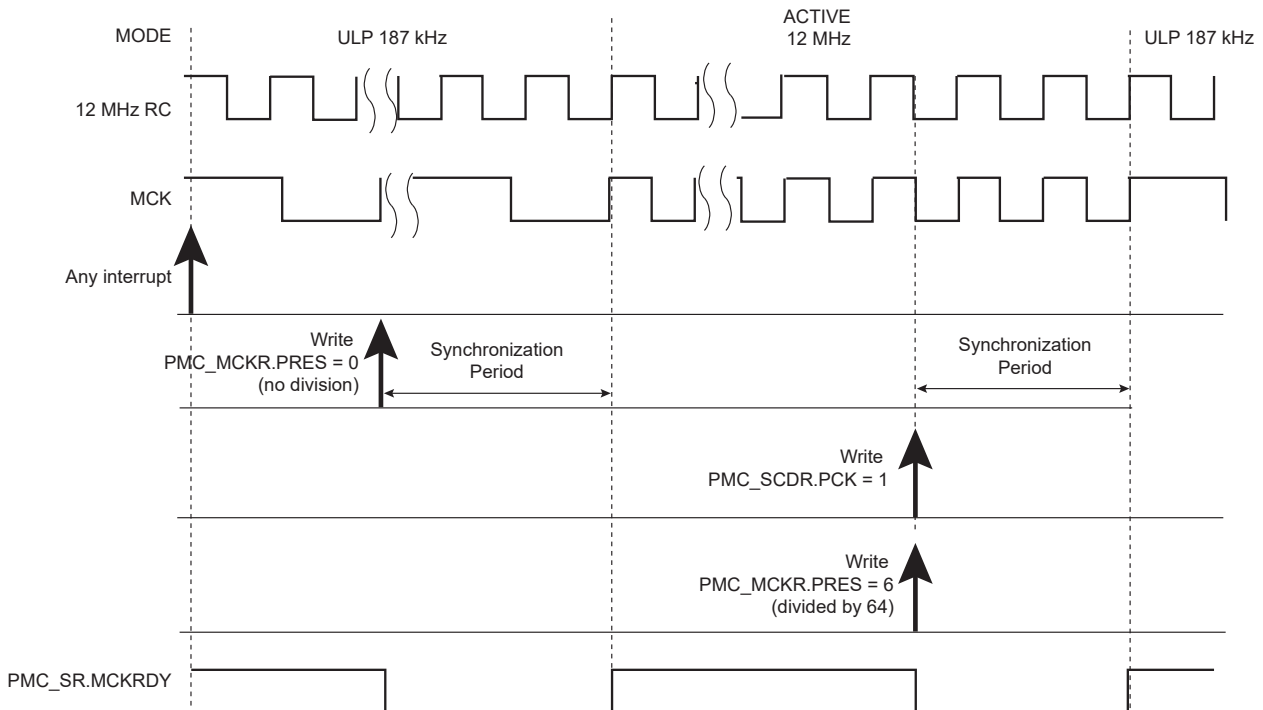 MODE
ULP 187 kHz
ACTIVE
12 MHz
ULP 187 kHz
12 MHz RC
MCK
Any interrupt
Write
PMC_MCKR.PRES = 0
(no division)
Synchronization
Period
Synchronization
Period
Write
PMC_SCDR.PCK = 1
Write
PMC_MCKR.PRES = 6
(divided by 64)
PMC_SR.MCKRDY